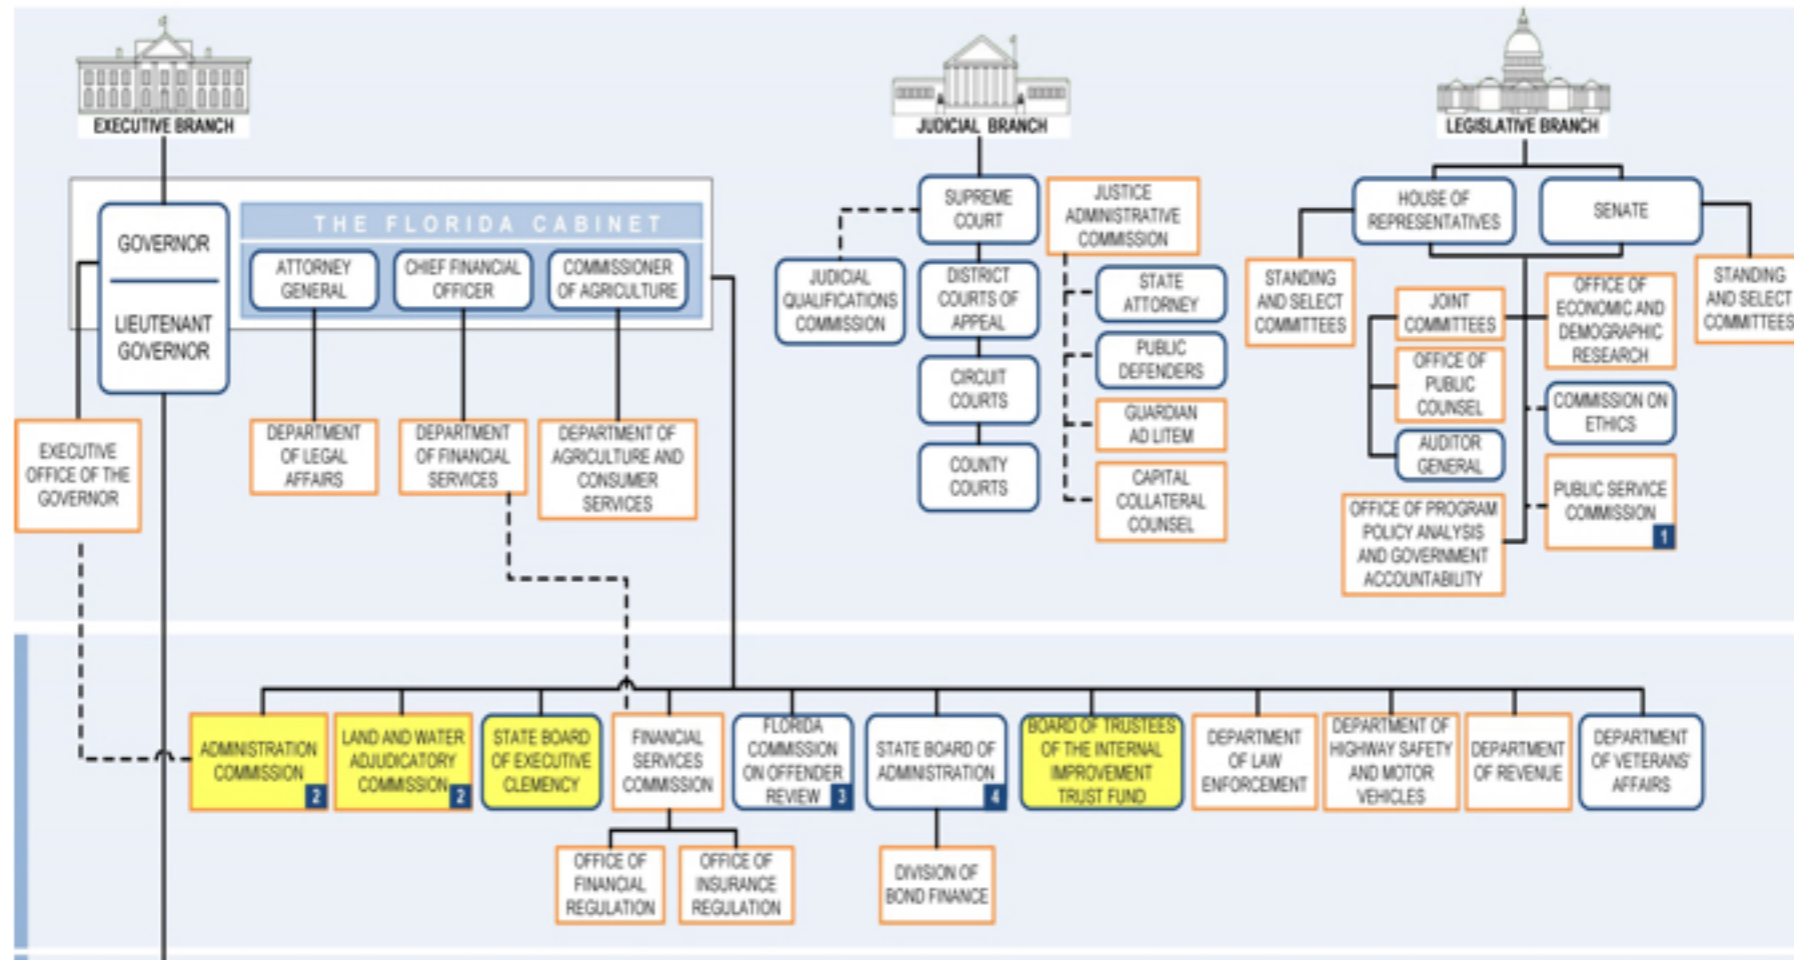 EXECUTIVE BRANCH
JUDICIAL BRANCH
LEGISLATIVE BRANCH
GOVERNOR
LIEUTENANT
GOVERNOR
THE FLORIDA CABINET
ATTORNEY
GENERAL
CHIEF FINANCIAL
OFFICER
COMMISSIONER
OF AGRICULTURE
EXECUTIVE
OFFICE OF THE
GOVERNOR
DEPARTMENT
OF LEGAL
AFFAIRS
DEPARTMENT
OF FINANCIAL
SERVICES
DEPARTMENT OF
AGRICULTURE AND
CONSUMER
SERVICES
SUPREME
COURT
JUDICIAL
QUALIFICATIONS
COMMISSION
DISTRICT
COURTS OF
APPEAL
CIRCUIT
COURTS
COUNTY
COURTS
JUSTICE
ADMINISTRATIVE
COMMISSION
STATE
ATTORNEY
PUBLIC
DEFENDERS
GUARDIAN
AD LITEM
CAPITAL
COLLATERAL
COUNSEL
HOUSE OF
REPRESENTATIVES
SENATE
STANDING
AND SELECT
COMMITTEES
JOINT
COMMITTEES
OFFICE OF
PUBLIC
COUNSEL
AUDITOR
GENERAL
OFFICE OF PROGRAM
POLICY ANALYSIS
AND GOVERNMENT
ACCOUNTABILITY
OFFICE OF
ECONOMIC AND
DEMOGRAPHIC
RESEARCH
COMMISSION ON
ETHICS
PUBLIC SERVICE
COMMISSION
1
STANDING
AND SELECT
COMMITTEES
ADMINISTRATION
COMMISSION
2
LAND AND WATER
ADJUDICATORY
COMMISSION
2
STATE BOARD
OF EXECUTIVE
CLEMENCY
FINANCIAL
SERVICES
COMMISSION
FLORIDA
COMMISSION
ON OFFENDER
REVIEW
3
STATE BOARD OF
ADMINISTRATION
4
BOARD OF TRUSTEES
OF THE INTERNAL
IMPROVEMENT
TRUST FUND
DEPARTMENT
OF LAW
ENFORCEMENT
DEPARTMENT OF
HIGHWAY SAFETY
AND MOTOR
VEHICLES
DEPARTMENT
OF REVENUE
DEPARTMENT
OF VETERANS'
AFFAIRS
OFFICE OF
FINANCIAL
REGULATION
OFFICE OF
INSURANCE
REGULATION
DIVISION OF
BOND FINANCE